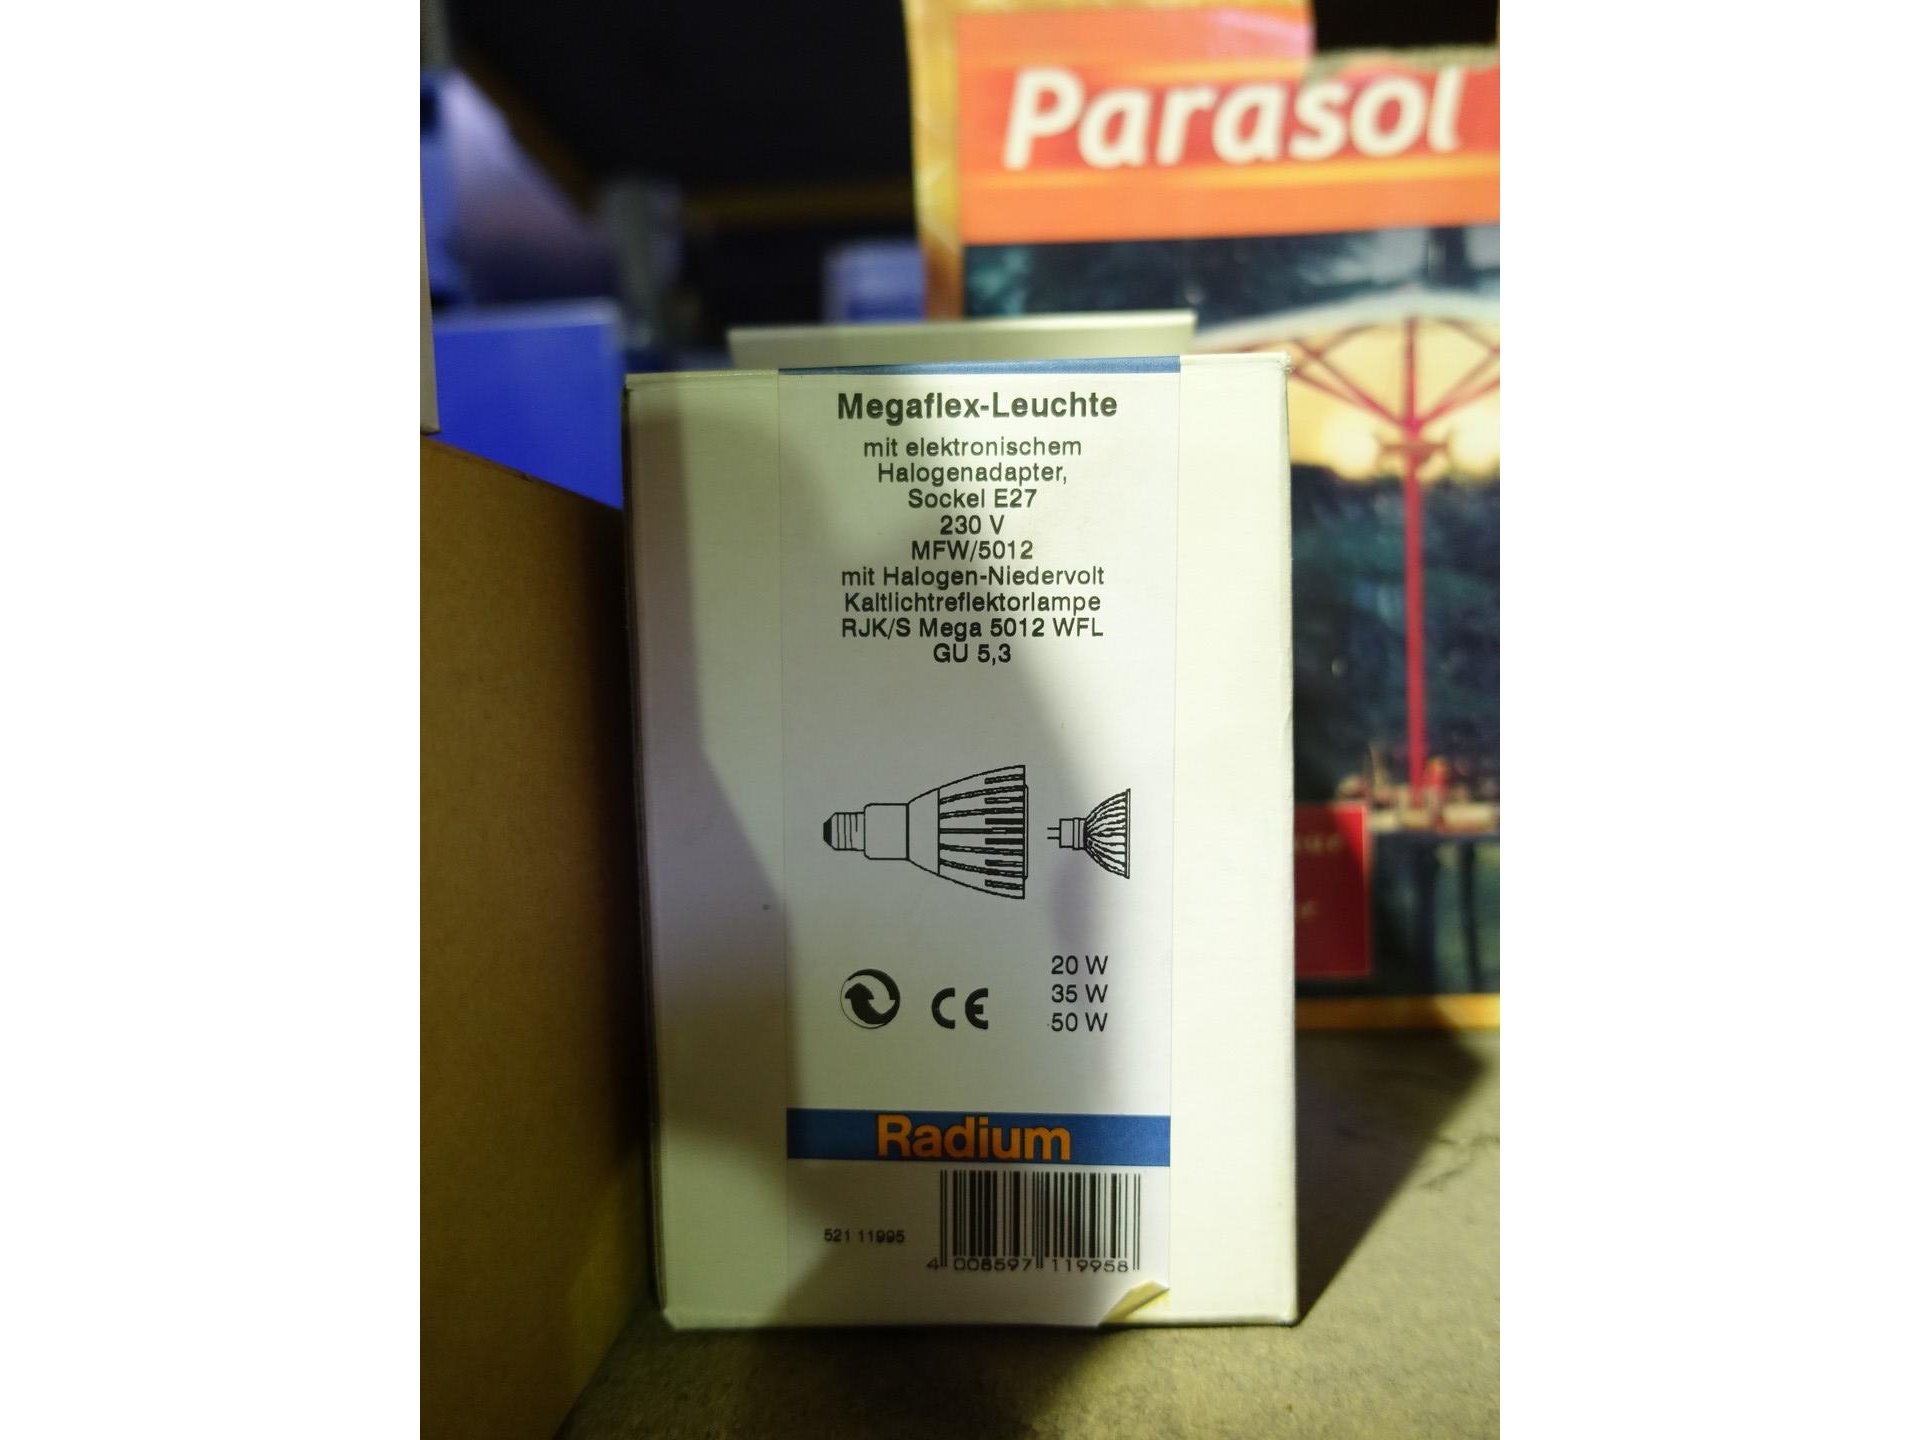 Parasol
Megaflex-Leuchte
mit elektronischem
Halogenadapter,
Sockel E27
230 V
MFW/5012
mit Halogen-Niedervolt
Kaltlichtreflektorlampe
RJK/S Mega 5012 WFL
GU 5,3
CE
20 W
35 W
50 W
Radium
521 11995
4 008597 119958